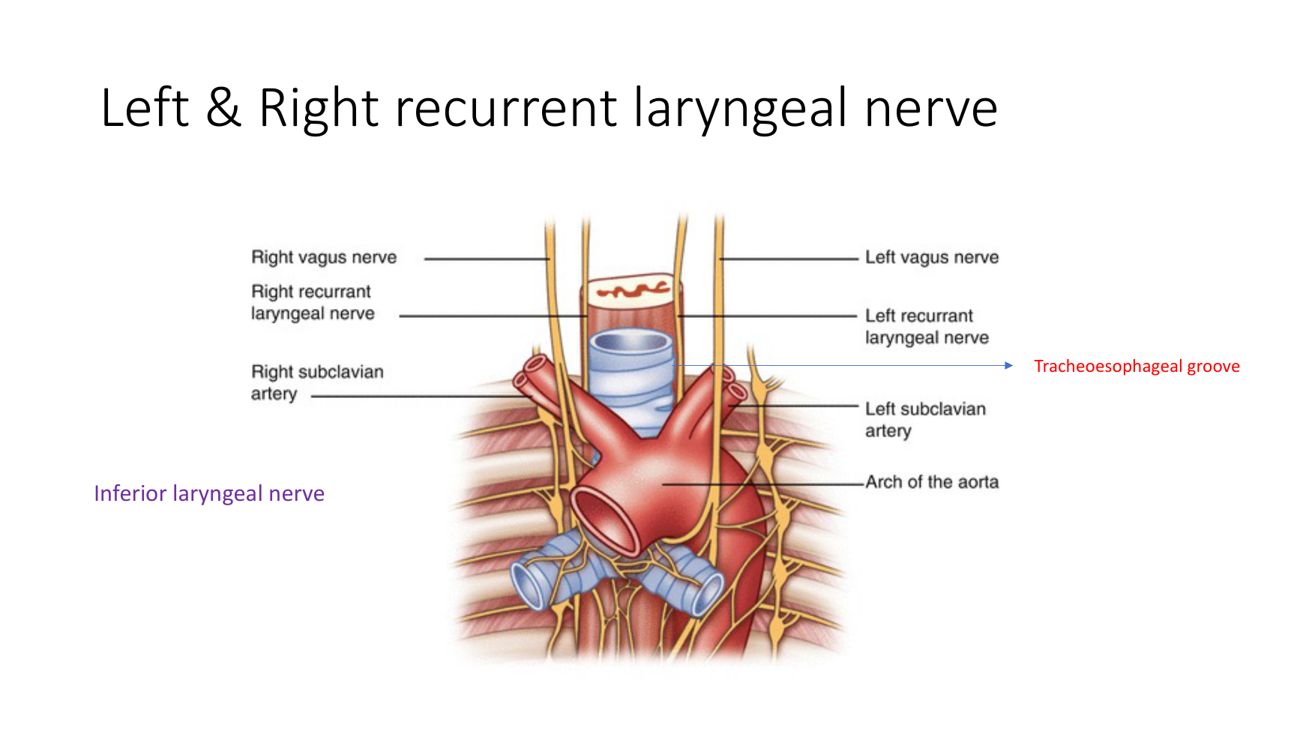 Left & Right recurrent laryngeal nerve
Right vagus nerve
Right recurrant
laryngeal nerve
Right subclavian
artery
Left vagus nerve
Left recurrant
laryngeal nerve
Tracheoesophageal groove
Left subclavian
artery
Arch of the aorta
Inferior laryngeal nerve